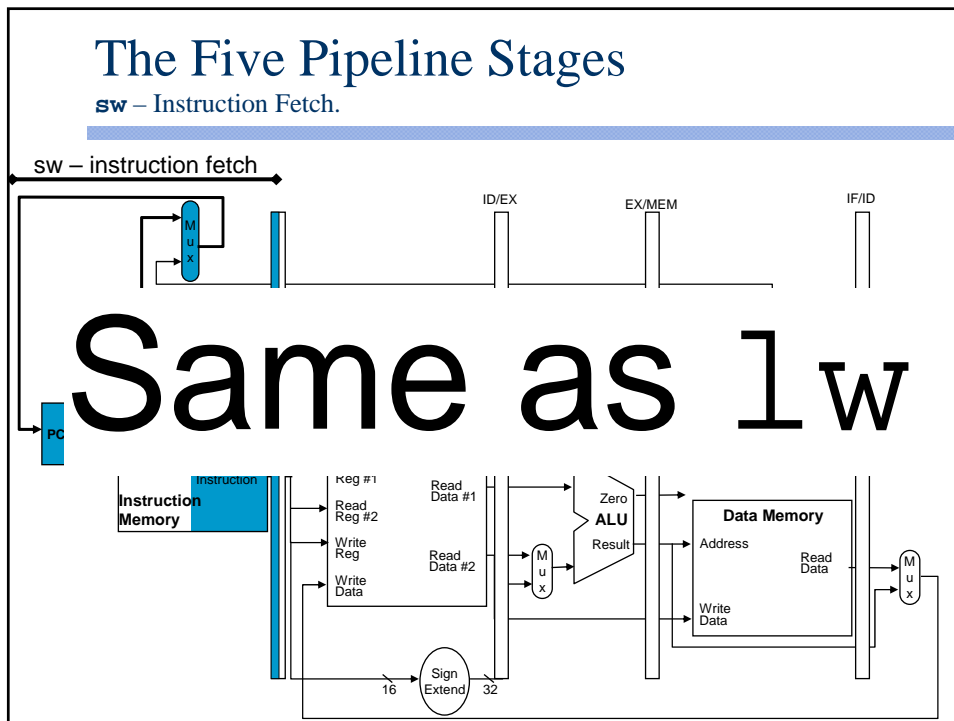 The Five Pipeline Stages
sw – Instruction Fetch.
sw – instruction fetch
ID/EX
EX/MEM
IF/ID
M
u
x
Same as lw
PC
Instruction
Instruction
Memory
Reg #1
Read
Reg #2
Write
Reg
Write
Data
Read
Data #1
Read
Data #2
M
u
x
Zero
ALU
Result
Data Memory
Address
Read
Data
Write
Data
M
u
x
16
Sign
Extend
32